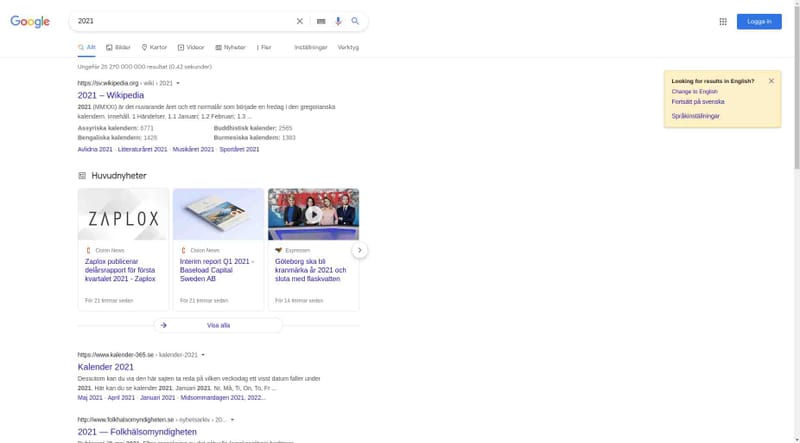 Google
2021
Logga in
Allt
Bilder
Kartor
Videor
Nyheter
Fler
Inställningar
Verktyg
Ungefär 25 270 000 000 resultat (0,42 sekunder)
Looking for results in English?
Change to English
Fortsätt på svenska
Språkinställningar
https://sv.wikipedia.org › wiki › 2021
2021 – Wikipedia
2021 (MMXXI) är det nuvarande året och ett normalår som började en fredag i den gregorianska
kalendern. Innehåll. 1 Händelser. 1.1 Januari; 1.2 Februari; 1.3 ...
Assyriska kalendern: 6771
Buddhistisk kalender: 2565
Bengaliska kalendern: 1428
Burmesiska kalendern: 1383
Avlidna 2021 · Litteraturåret 2021 · Musikåret 2021 · Sportåret 2021
Huvudnyheter
ZAPLOX
Cision News
Zaplox publicerar
delårsrapport för första
kvartalet 2021 - Zaplox
För 21 timmar sedan
Cision News
Interim report Q1 2021 -
Baseload Capital
Sweden AB
För 21 timmar sedan
Expressen
Göteborg ska bli
kranmärka år 2021 och
sluta med flaskvatten
För 14 timmar sedan
Visa alla
https://www.kalender-365.se › kalender-2021
Kalender 2021
Dessutom kan du via den här sajten ta reda på vilken veckodag ett visst datum faller under
2021. Här kan du se kalender 2021. Januari 2021. Nr, Må, Ti, On, To, Fr ...
Maj 2021 · April 2021 · Januari 2021 · Midsommardagen 2021, 2022...
http://www.folkhalsomyndigheten.se › nyhetsarkiv › 20...
2021 — Folkhälsomyndigheten